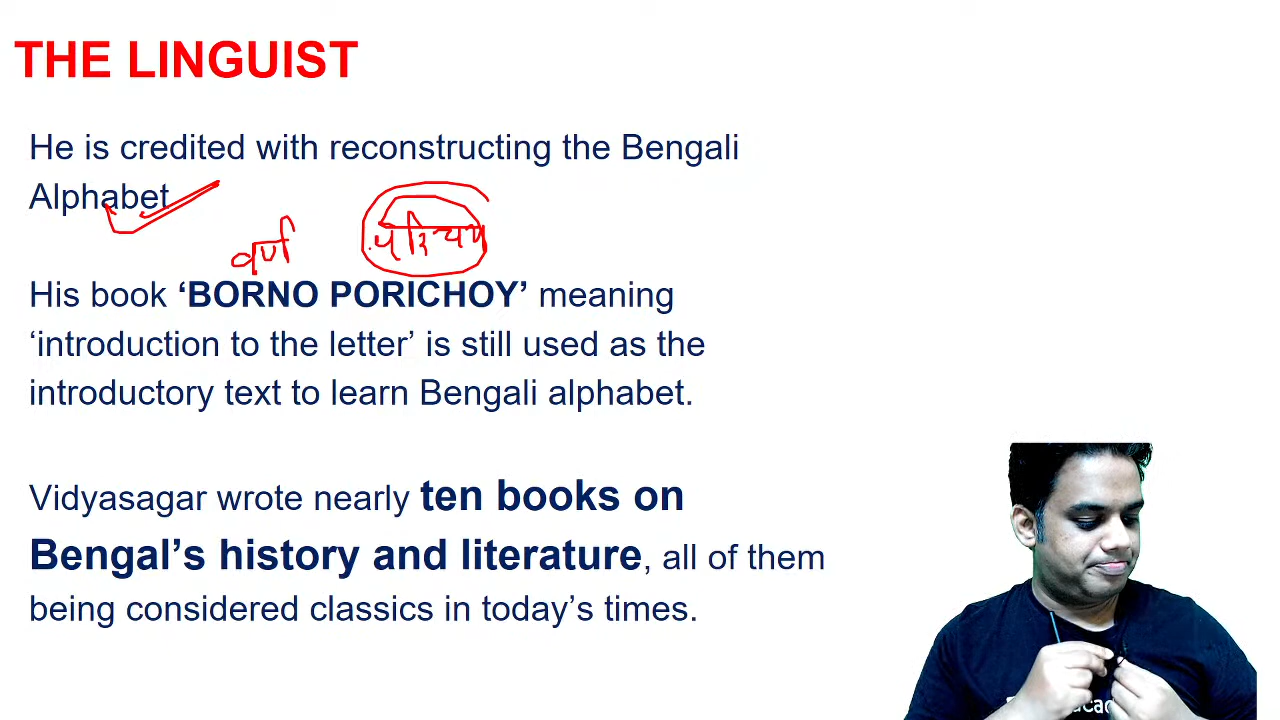 THE LINGUIST
He is credited with reconstructing the Bengali
Alphabet
वर्ण परिचय
His book ‘BORNO PORICHOY’ meaning
‘introduction to the letter’ is still used as the
introductory text to learn Bengali alphabet.
Vidyasagar wrote nearly ten books on
Bengal’s history and literature, all of them
being considered classics in today’s times.